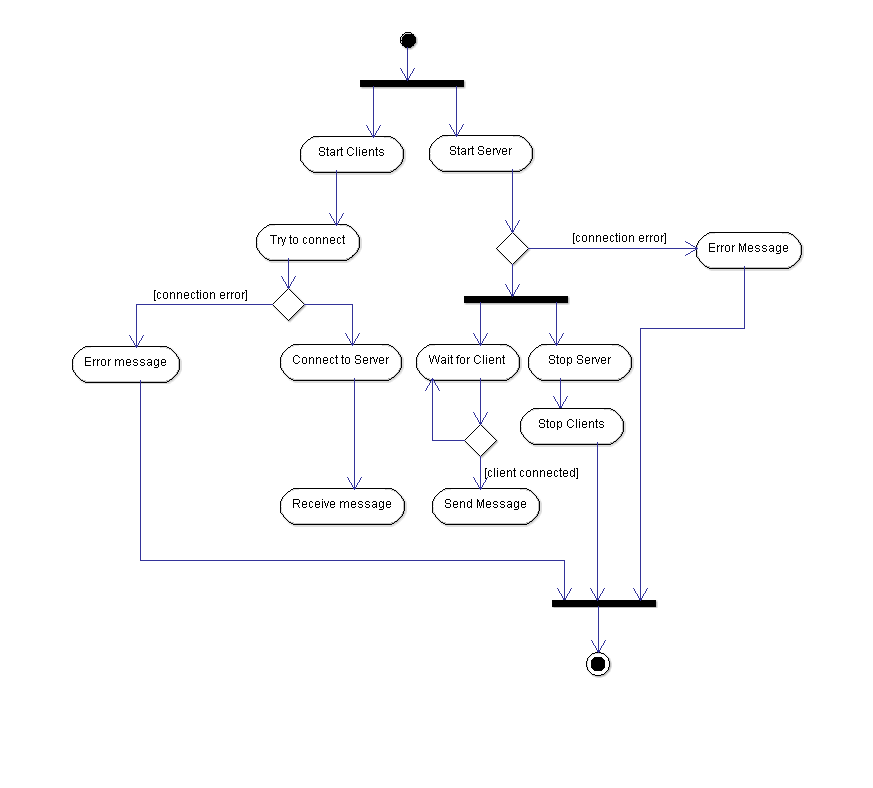 Start Clients
Start Server
Try to connect
[connection error]
Error Message
[connection error]
Error message
Connect to Server
Wait for Client
Stop Server
Stop Clients
[client connected]
Receive message
Send Message